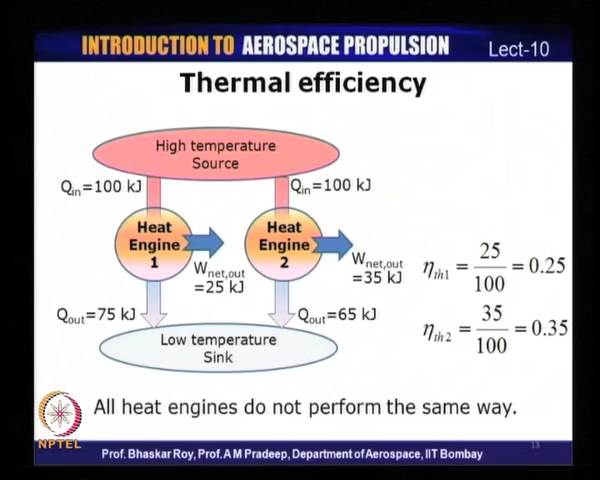 INTRODUCTION TO AEROSPACE PROPULSION
Lect-10
Thermal efficiency
High temperature
Source
Qin=100 kJ
Qin=100 kJ
Heat
Engine
1
Wnet,out
=25 kJ
Heat
Engine
2
Wnet,out
=35 kJ
ηth1 = 25/100 = 0.25
ηth2 = 35/100 = 0.35
Qout=75 kJ
Qout=65 kJ
Low temperature
Sink
All heat engines do not perform the same way.
NPTEL
13
Prof. Bhaskar Roy, Prof. A M Pradeep, Department of Aerospace, IIT Bombay